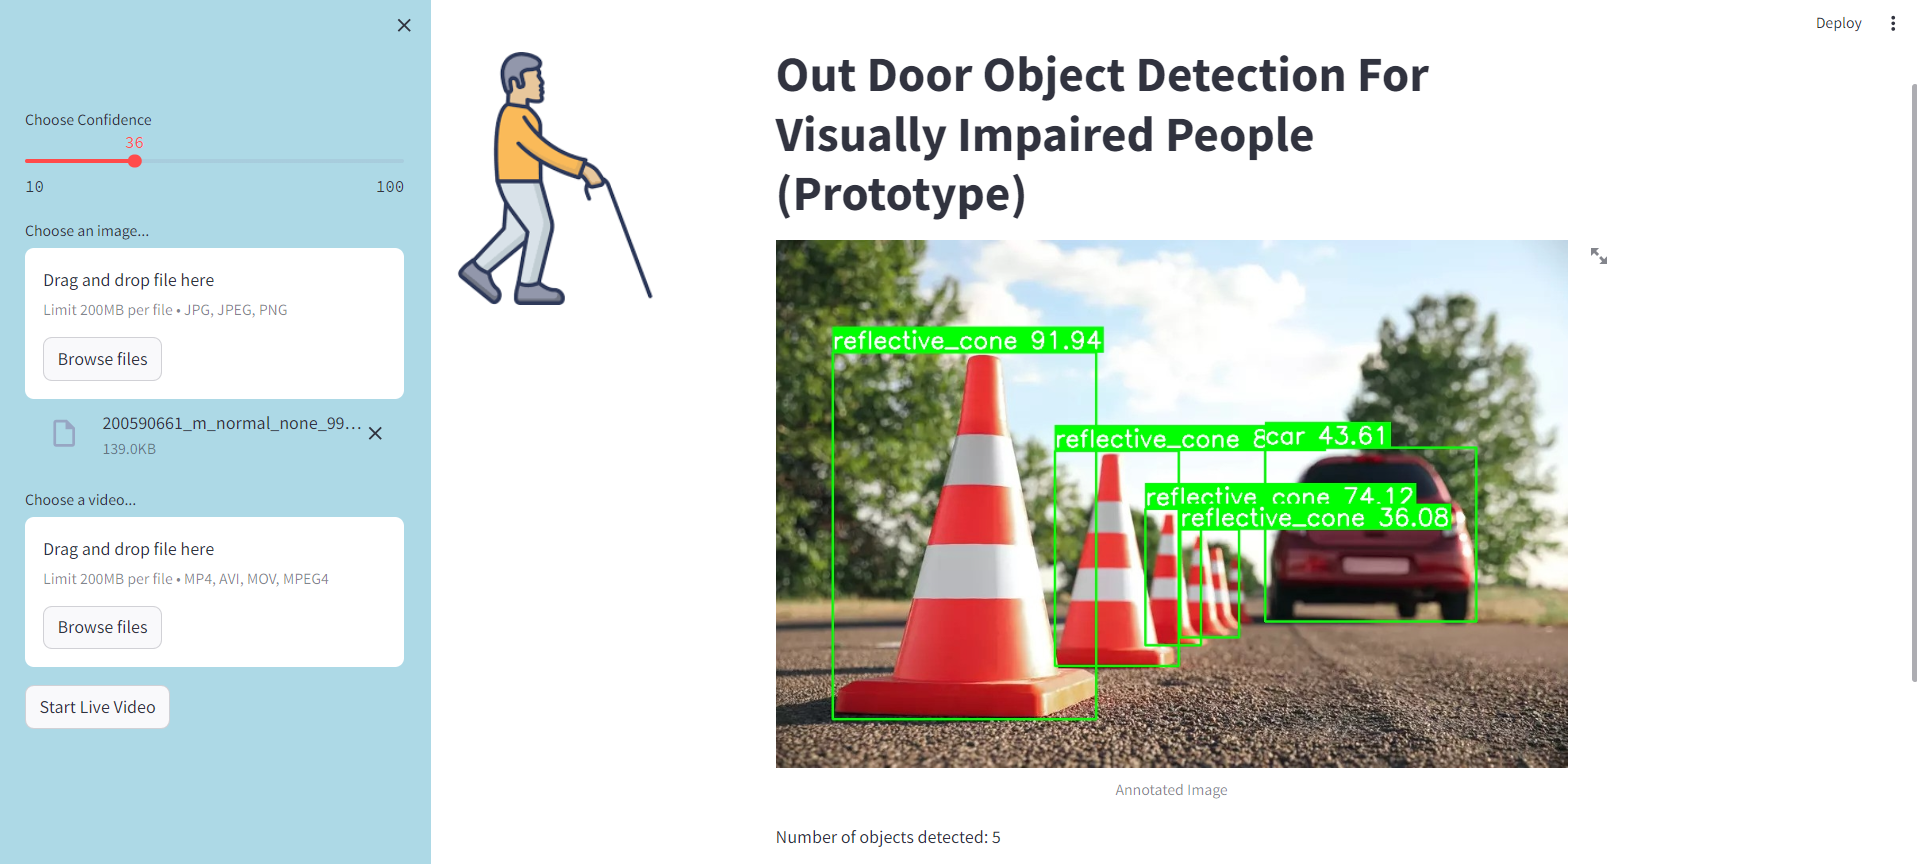 Deploy
Choose Confidence
36
10
100
Choose an image...
Drag and drop file here
Limit 200MB per file • JPG, JPEG, PNG
Browse files
200590661_m_normal_none_99...
139.0KB
Choose a video...
Drag and drop file here
Limit 200MB per file • MP4, AVI, MOV, MPEG4
Browse files
Start Live Video
Out Door Object Detection For
Visually Impaired People
(Prototype)
reflective_cone 91.94
reflective_cone
car 43.61
reflective_cone 74.12
reflective_cone 36.08
Annotated Image
Number of objects detected: 5